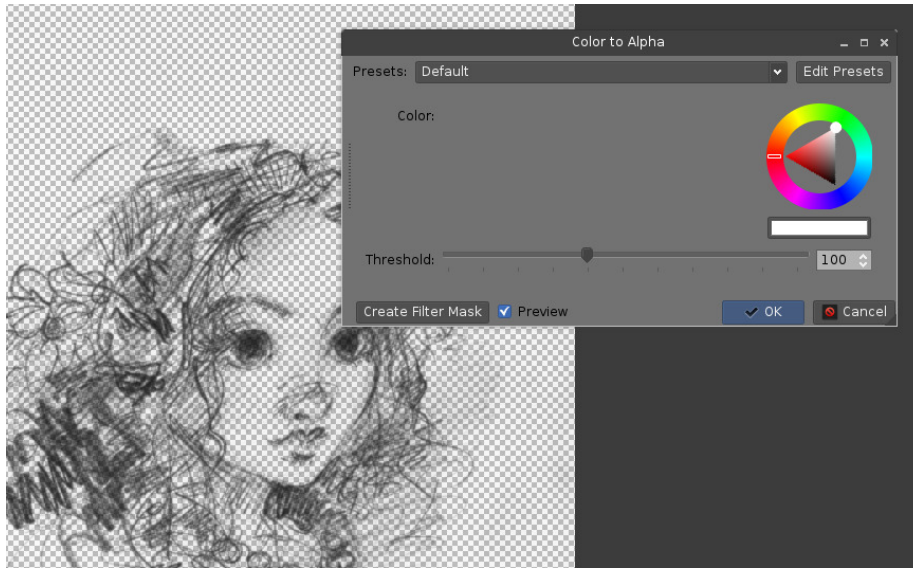 Color to Alpha
Presets: Default Edit Presets
Color:
Threshold: 100
Create Filter Mask Preview OK Cancel